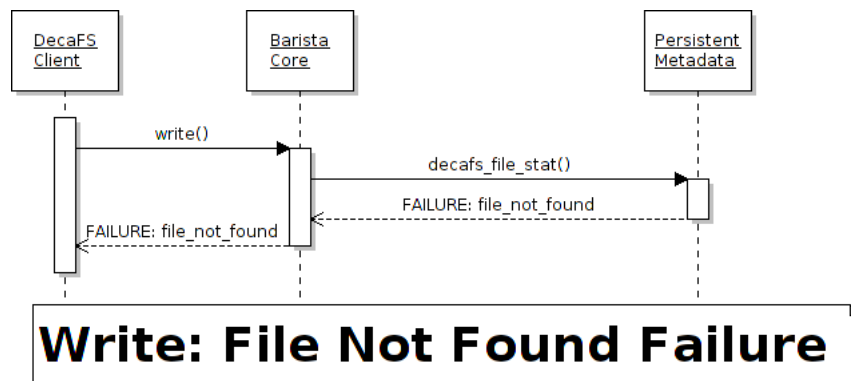 DecaFS
Client
Barista
Core
Persistent
Metadata
write()
decafs_file_stat()
FAILURE: file_not_found
FAILURE: file_not_found
Write: File Not Found Failure